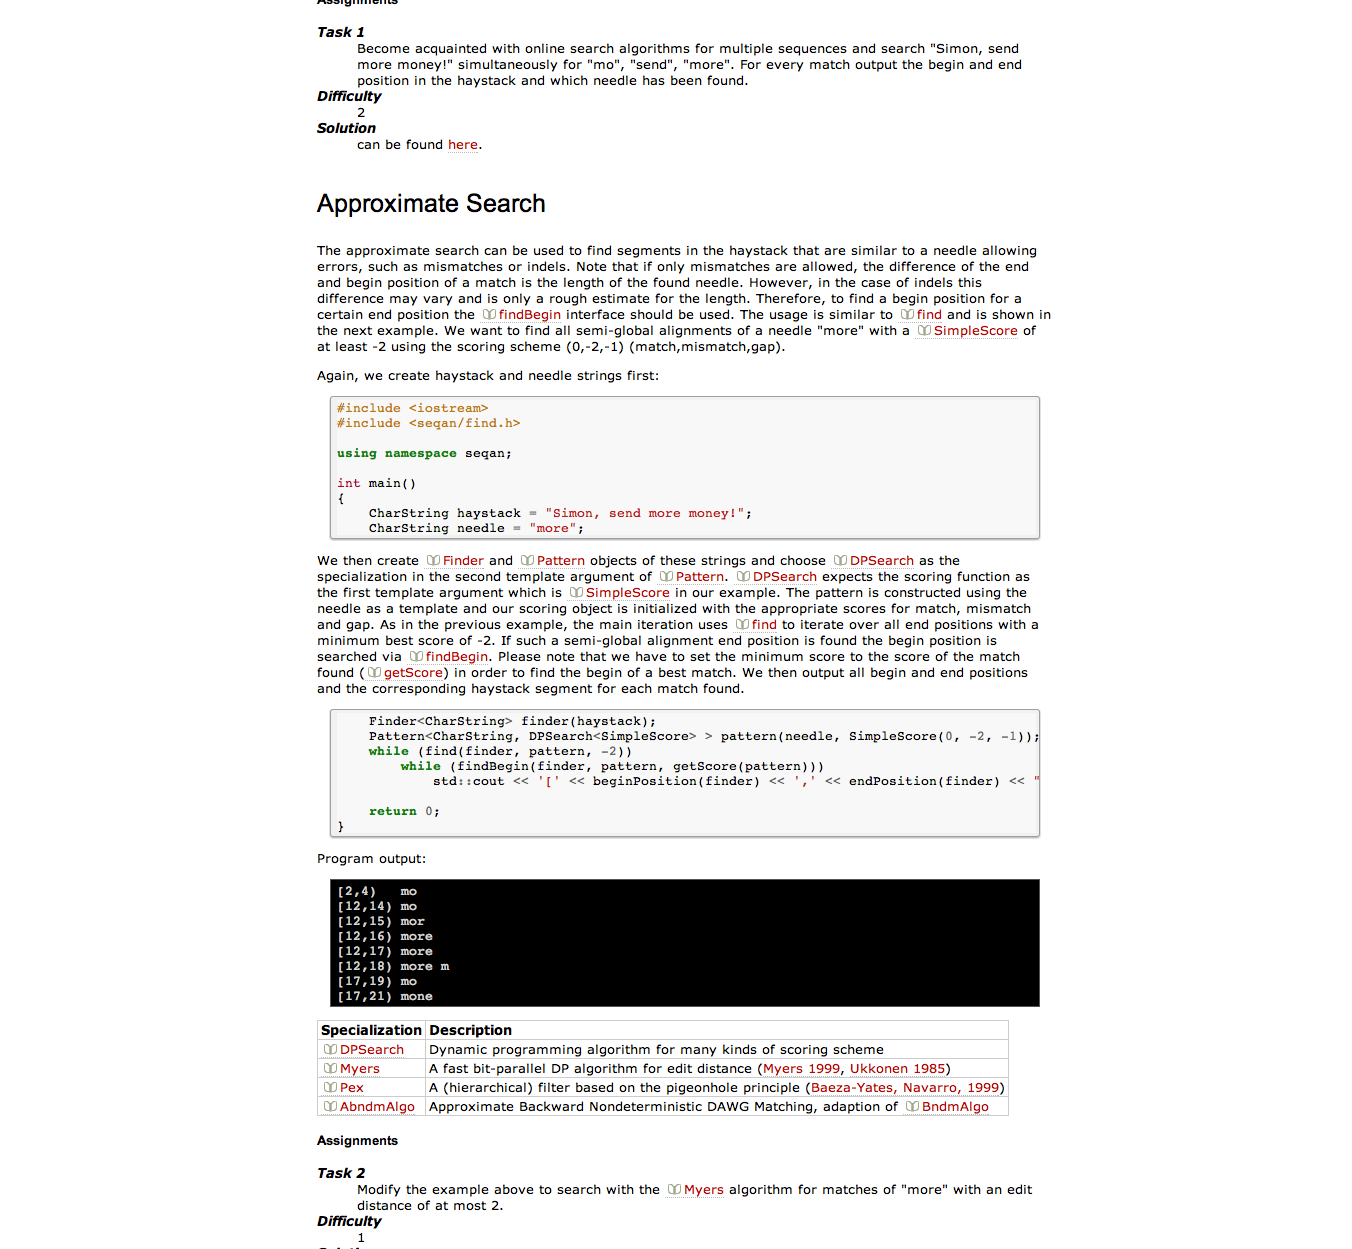 Assignments
Task 1
Become acquainted with online search algorithms for multiple sequences and search "Simon, send
more money!" simultaneously for "mo", "send", "more". For every match output the begin and end
position in the haystack and which needle has been found.
Difficulty
2
Solution
can be found here.
Approximate Search
The approximate search can be used to find segments in the haystack that are similar to a needle allowing
errors, such as mismatches or indels. Note that if only mismatches are allowed, the difference of the end
and begin position of a match is the length of the found needle. However, in the case of indels this
difference may vary and is only a rough estimate for the length. Therefore, to find a begin position for a
certain end position the findBegin interface should be used. The usage is similar to find and is shown in
the next example. We want to find all semi-global alignments of a needle "more" with a SimpleScore of
at least -2 using the scoring scheme (0,-2,-1) (match,mismatch,gap).
Again, we create haystack and needle strings first:
#include <iostream>
#include <seqan/find.h>
using namespace seqan;
int main()
{
CharString haystack = "Simon, send more money!";
CharString needle = "more";
We then create Finder and Pattern objects of these strings and choose DPSearch as the
specialization in the second template argument of Pattern. DPSearch expects the scoring function as
the first template argument which is SimpleScore in our example. The pattern is constructed using the
needle as a template and our scoring object is initialized with the appropriate scores for match, mismatch
and gap. As in the previous example, the main iteration uses find to iterate over all end positions with a
minimum best score of -2. If such a semi-global alignment end position is found the begin position is
searched via findBegin. Please note that we have to set the minimum score to the score of the match
found ( getScore) in order to find the begin of a best match. We then output all begin and end positions
and the corresponding haystack segment for each match found.
Finder<CharString> finder(haystack);
Pattern<CharString, DPSearch<SimpleScore> > pattern(needle, SimpleScore(0, -2, -1));
while (find(finder, pattern, -2))
while (findBegin(finder, pattern, getScore(pattern)))
std::cout << '[' << beginPosition(finder) << ',' << endPosition(finder) << "
return 0;
}
Program output:
[2,4) mo
[12,14) mo
[12,15) mor
[12,16) more
[12,17) more
[12,18) more m
[17,19) mo
[17,21) mone
Specialization Description
DPSearch Dynamic programming algorithm for many kinds of scoring scheme
Myers A fast bit-parallel DP algorithm for edit distance (Myers 1999, Ukkonen 1985)
Pex A (hierarchical) filter based on the pigeonhole principle (Baeza-Yates, Navarro, 1999)
AbndmAlgo Approximate Backward Nondeterministic DAWG Matching, adaption of BndmAlgo
Assignments
Task 2
Modify the example above to search with the Myers algorithm for matches of "more" with an edit
distance of at most 2.
Difficulty
1